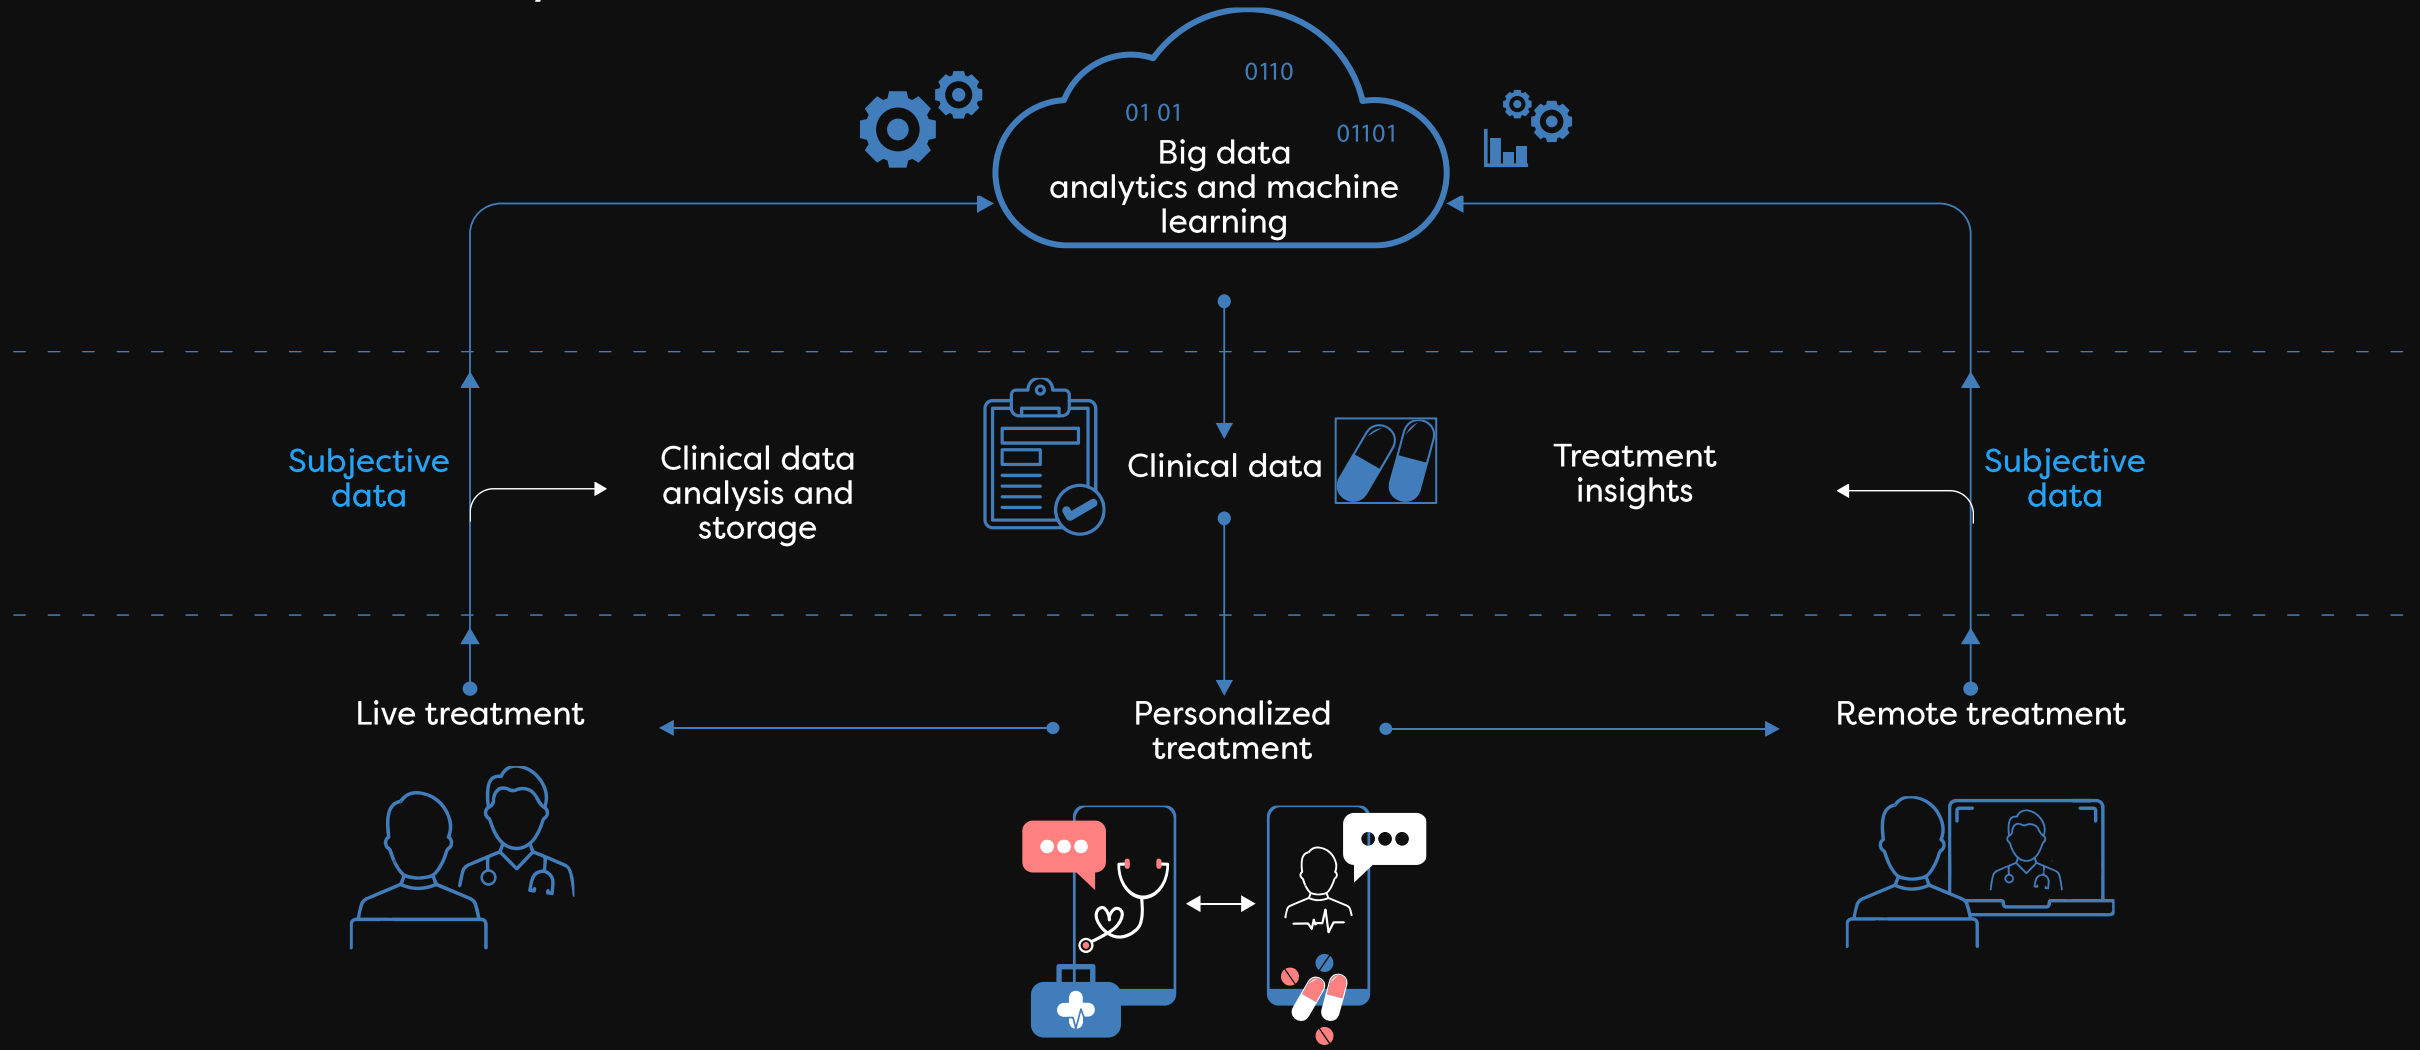 0110
01 01
01101
Big data
analytics and machine
learning
Subjective
data
Clinical data
analysis and
storage
Clinical data
Treatment
insights
Subjective
data
Live treatment
Personalized
treatment
Remote treatment